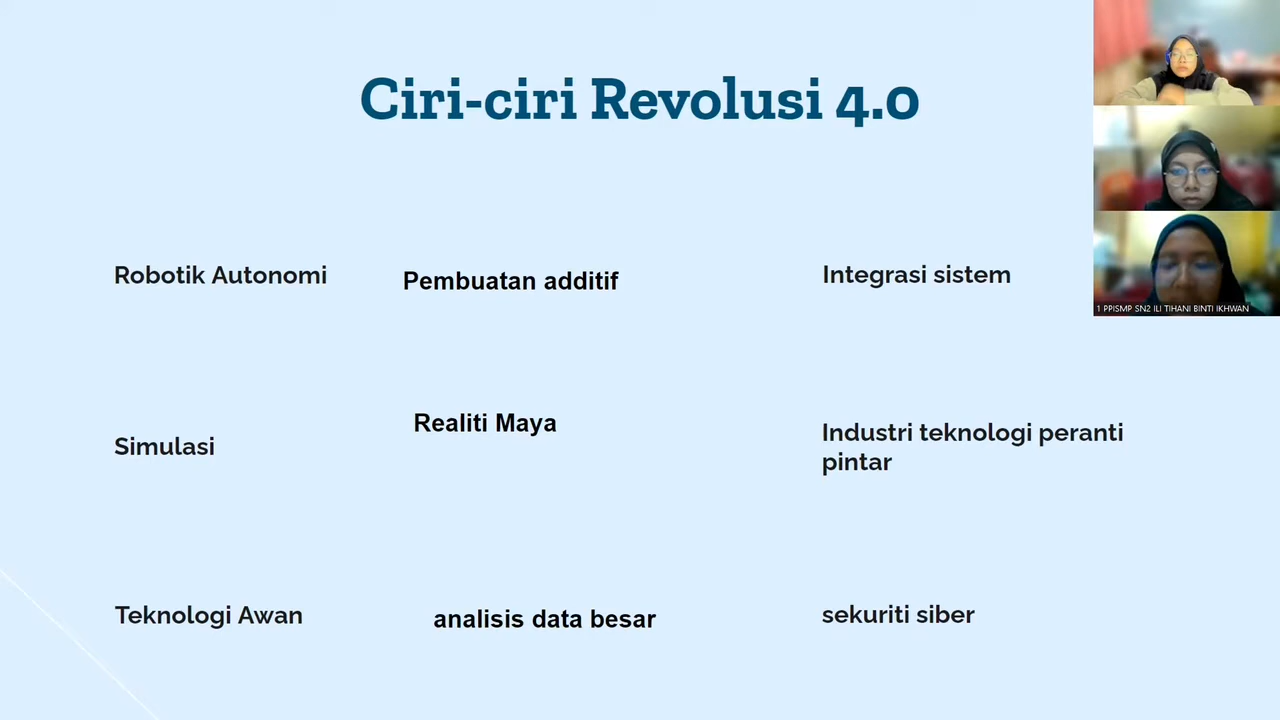 Ciri-ciri Revolusi 4.0
Robotik Autonomi
Pembuatan additif
Integrasi sistem
Simulasi
Realiti Maya
Industri teknologi peranti
pintar
Teknologi Awan
analisis data besar
sekuriti siber
1 PPISMP SN2 ILI TIHANI BINTI IKHWAN